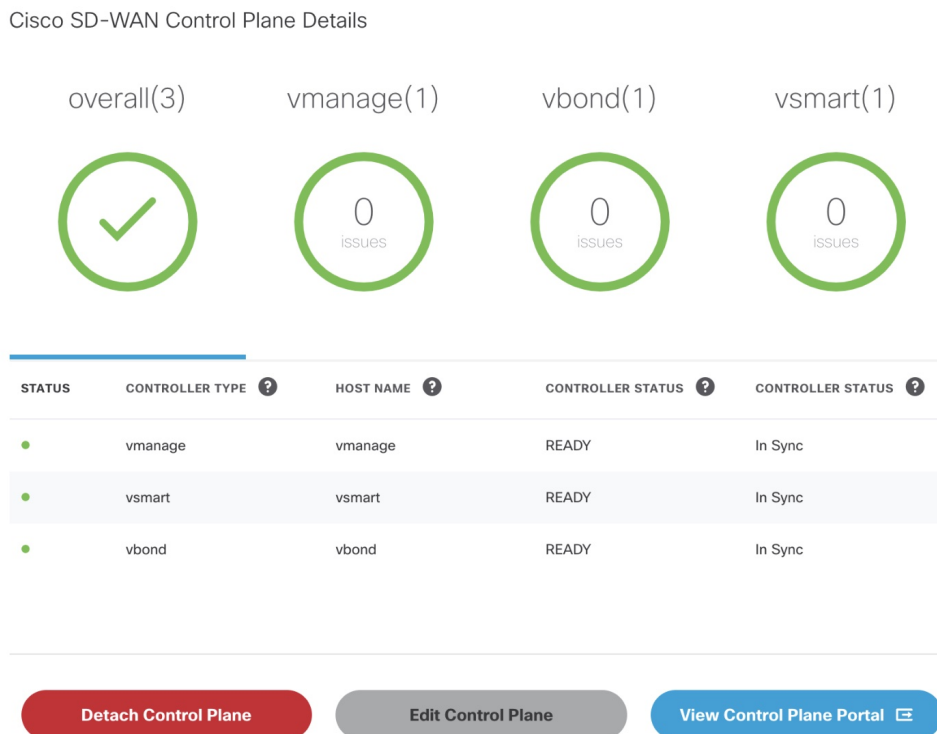 Cisco SD-WAN Control Plane Details
overall(3) vmanage(1) vbond(1) vsmart(1)
0 0 0
issues issues issues
STATUS CONTROLLER TYPE ? HOST NAME ? CONTROLLER STATUS ? CONTROLLER STATUS ?
vmanage vmanage READY In Sync
vsmart vsmart READY In Sync
vbond vbond READY In Sync
Detach Control Plane Edit Control Plane View Control Plane Portal